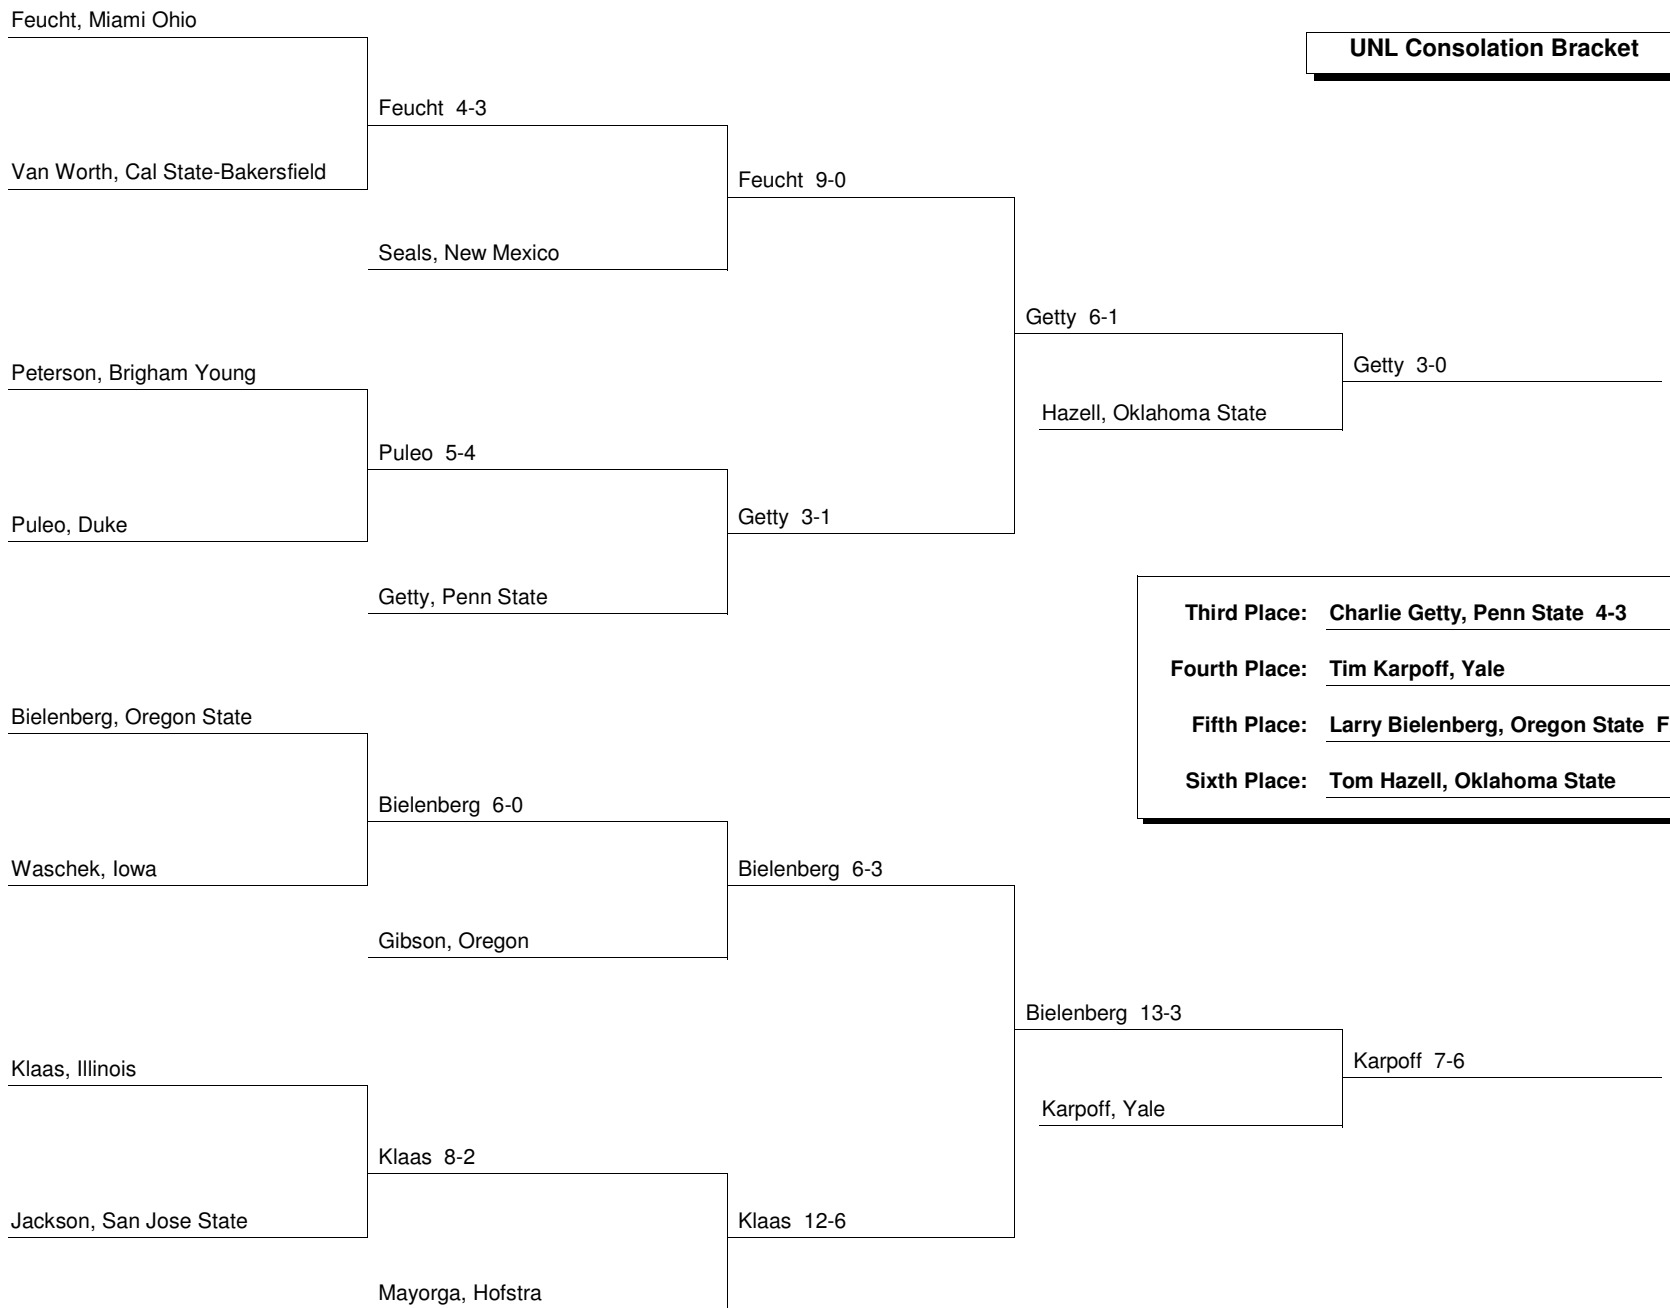 Feucht, Miami Ohio
UNL Consolation Bracket
Feucht 4-3
Van Worth, Cal State-Bakersfield
Feucht 9-0
Seals, New Mexico
Getty 6-1
Peterson, Brigham Young
Getty 3-0
Hazell, Oklahoma State
Puleo 5-4
Puleo, Duke
Getty 3-1
Getty, Penn State
Third Place: Charlie Getty, Penn State 4-3
Fourth Place: Tim Karpoff, Yale
Bielenberg, Oregon State
Fifth Place: Larry Bielenberg, Oregon State F
Sixth Place: Tom Hazell, Oklahoma State
Bielenberg 6-0
Waschek, Iowa
Bielenberg 6-3
Gibson, Oregon
Bielenberg 13-3
Klaas, Illinois
Karpoff 7-6
Karpoff, Yale
Klaas 8-2
Jackson, San Jose State
Klaas 12-6
Mayorga, Hofstra